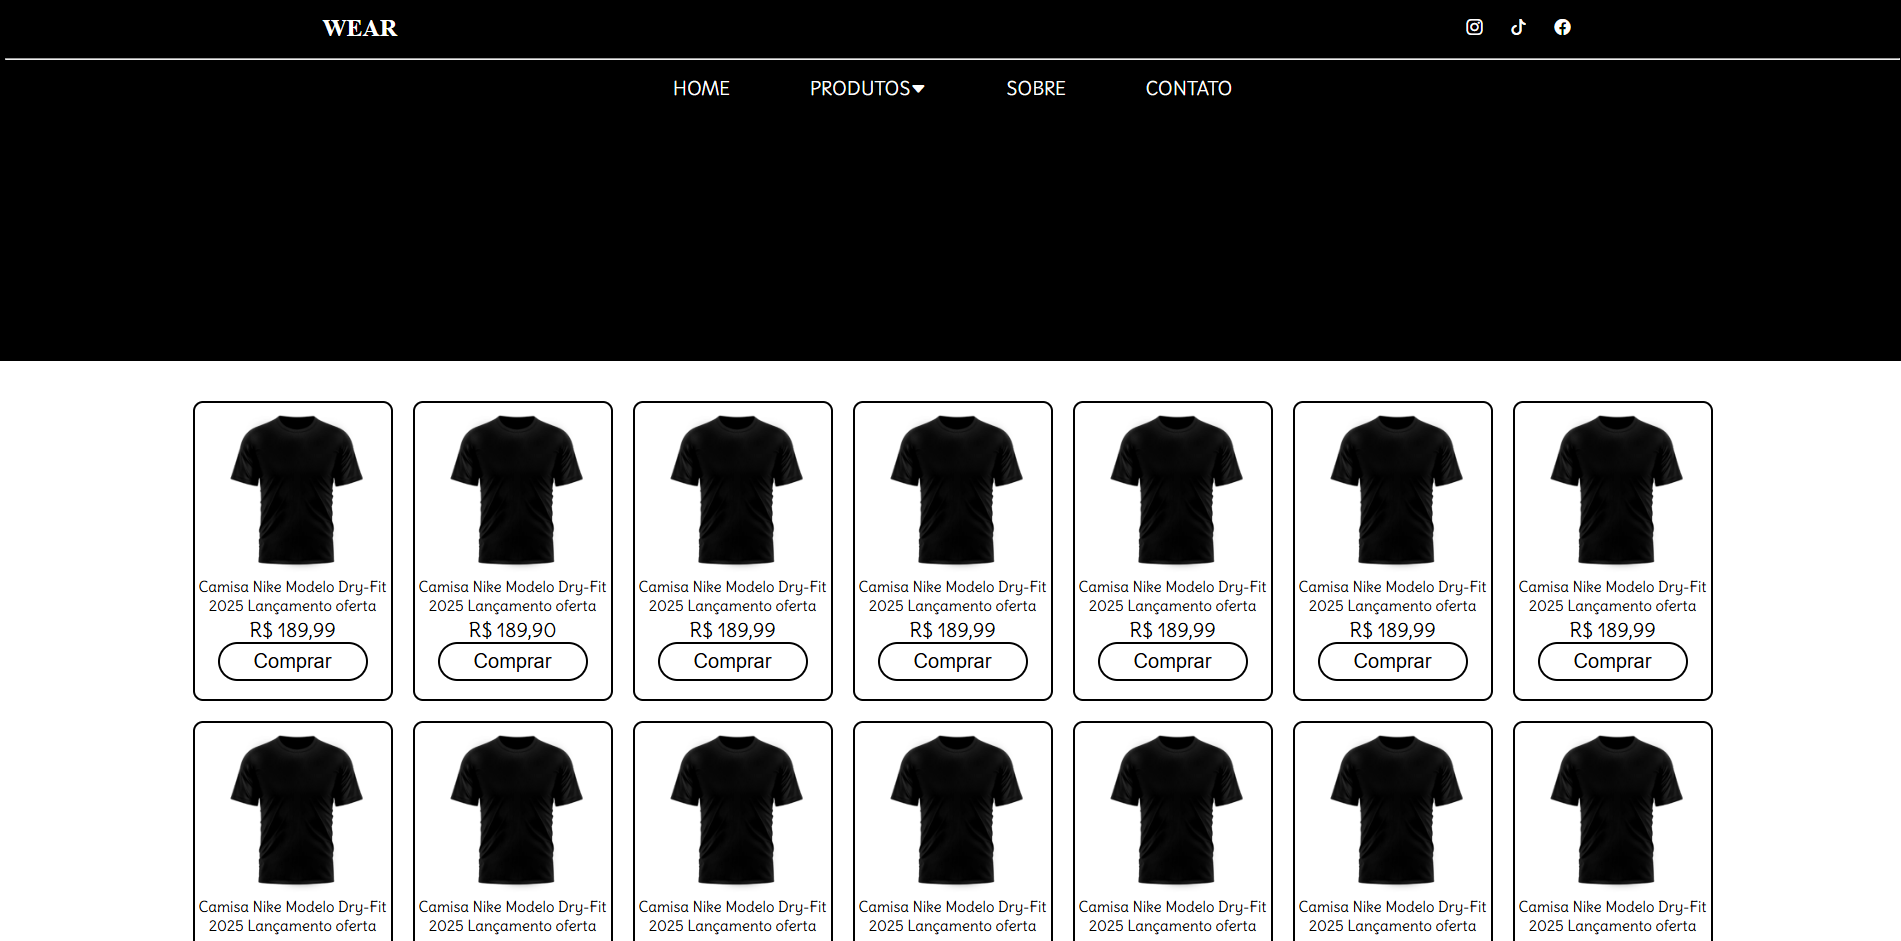 WEAR
HOME PRODUTOS SOBRE CONTATO
Camisa Nike Modelo Dry-Fit
2025 Lançamento oferta
R$ 189,99
Comprar
Camisa Nike Modelo Dry-Fit
2025 Lançamento oferta
R$ 189,90
Comprar
Camisa Nike Modelo Dry-Fit
2025 Lançamento oferta
R$ 189,99
Comprar
Camisa Nike Modelo Dry-Fit
2025 Lançamento oferta
R$ 189,99
Comprar
Camisa Nike Modelo Dry-Fit
2025 Lançamento oferta
R$ 189,99
Comprar
Camisa Nike Modelo Dry-Fit
2025 Lançamento oferta
R$ 189,99
Comprar
Camisa Nike Modelo Dry-Fit
2025 Lançamento oferta
R$ 189,99
Comprar
Camisa Nike Modelo Dry-Fit
2025 Lançamento oferta
Camisa Nike Modelo Dry-Fit
2025 Lançamento oferta
Camisa Nike Modelo Dry-Fit
2025 Lançamento oferta
Camisa Nike Modelo Dry-Fit
2025 Lançamento oferta
Camisa Nike Modelo Dry-Fit
2025 Lançamento oferta
Camisa Nike Modelo Dry-Fit
2025 Lançamento oferta
Camisa Nike Modelo Dry-Fit
2025 Lançamento oferta